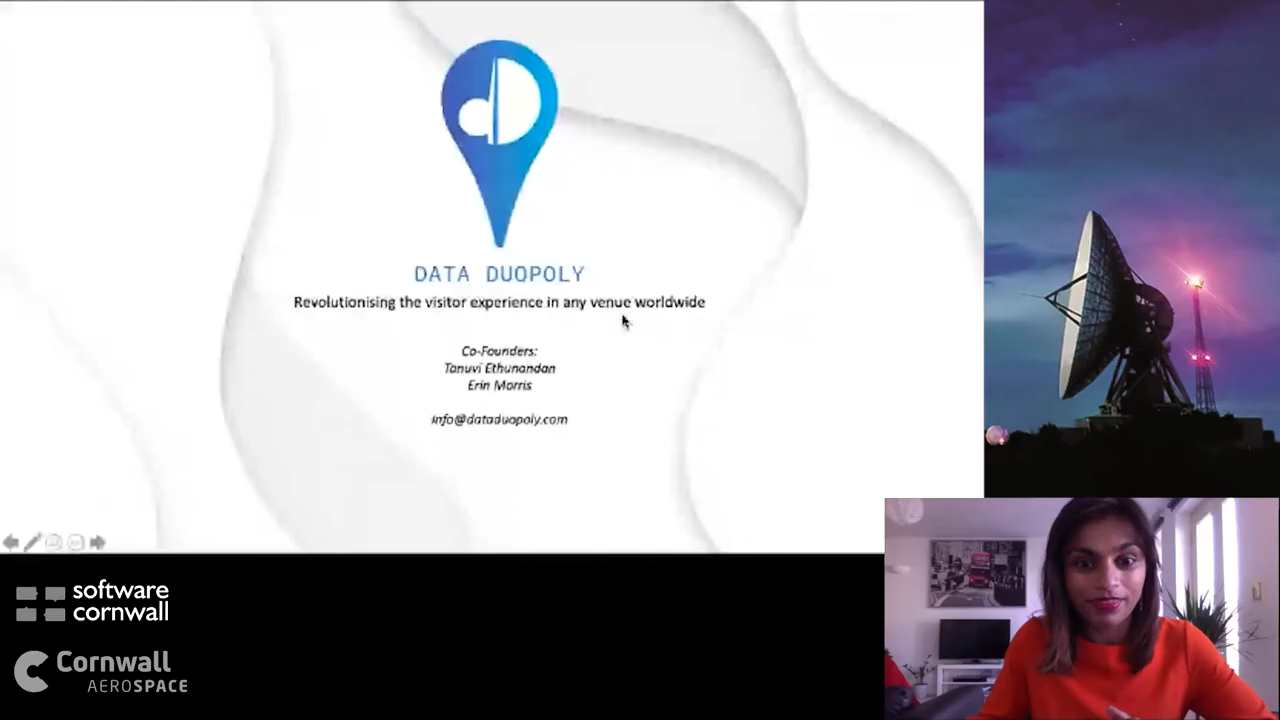 DATA DUOPOLY
Revolutionising the visitor experience in any venue worldwide
Co-Founders:
Tanuvi Ethunandan
Erin Morris
info@dataduopoly.com
software
cornwall
Cornwall
AEROSPACE